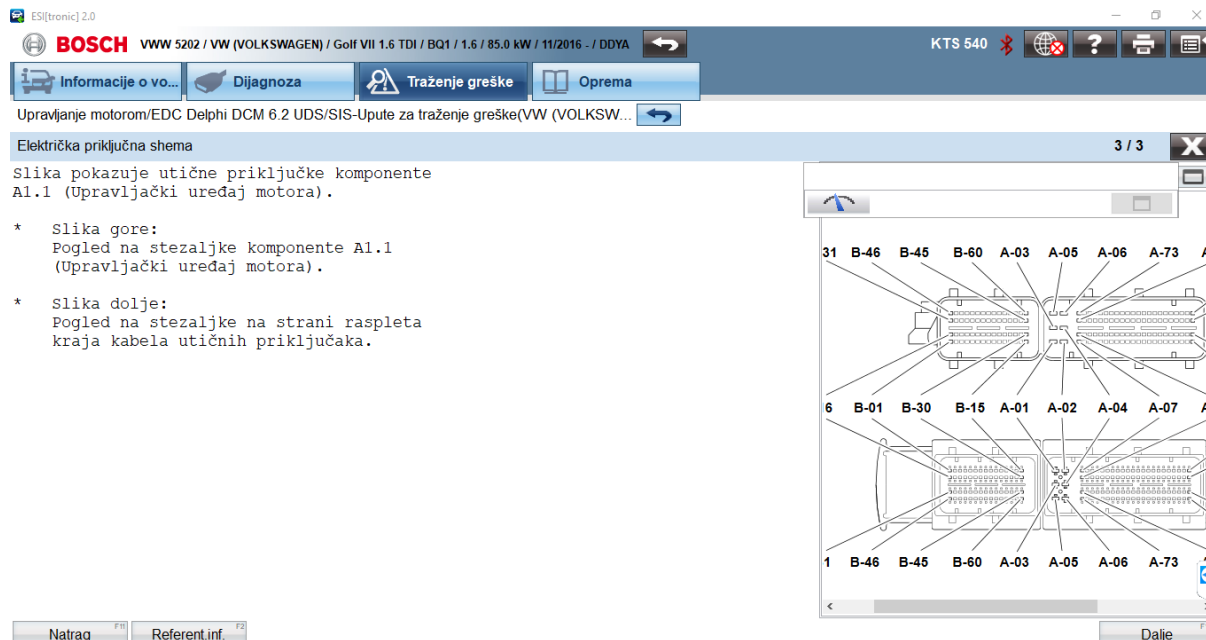 ESI[tronic] 2.0
BOSCH VWW 5202 / VW (VOLKSWAGEN) / Golf VII 1.6 TDI / BQ1 / 1.6 / 85.0 kW / 11/2016 - / DDYA
KTS 540 ?
Informacije o vo... Dijagnoza Traženje greške Oprema
Upravljanje motorom/EDC Delphi DCM 6.2 UDS/SIS-Upute za traženje greške(VW (VOLKSW...
Električka priključna shema 3 / 3 X
Slika pokazuje utične priključke komponente
A1.1 (Upravljački uređaj motora).
* Slika gore:
Pogled na stezaljke komponente A1.1
(Upravljački uređaj motora).
* Slika dolje:
Pogled na stezaljke na strani raspleta
kraja kabela utičnih priključaka.
31 B-46 B-45 B-60 A-03 A-05 A-06 A-73
6 B-01 B-30 B-15 A-01 A-02 A-04 A-07
1 B-46 B-45 B-60 A-03 A-05 A-06 A-73
Natrag F11 Referent.inf. F2 Dalje